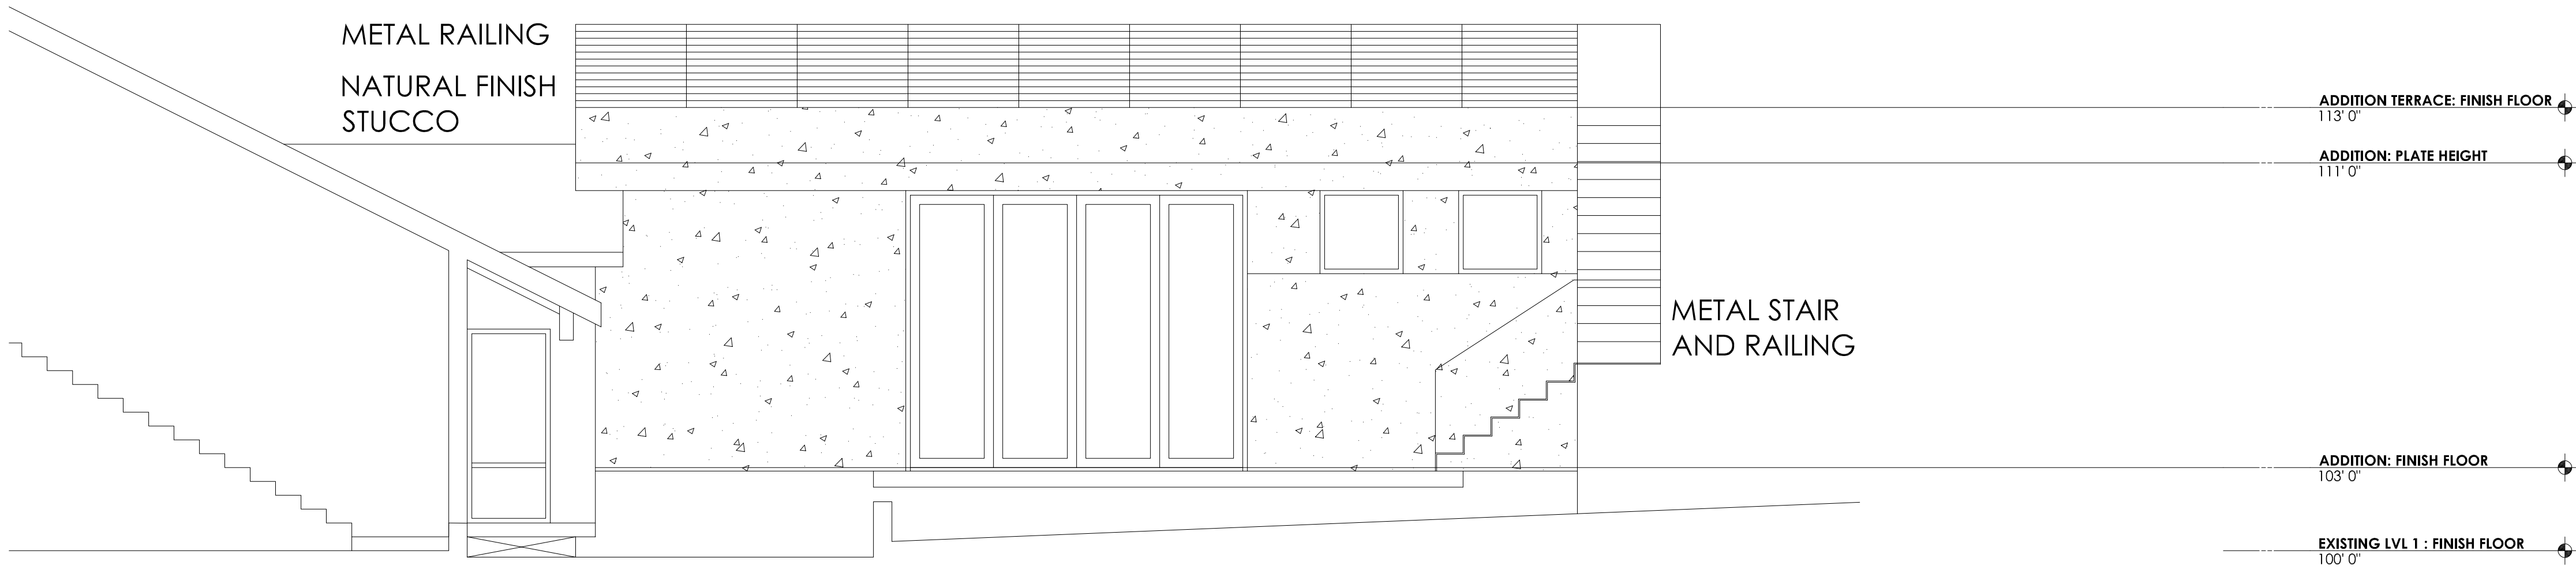 METAL RAILING
NATURAL FINISH
STUCCO
METAL STAIR
AND RAILING
ADDITION TERRACE: FINISH FLOOR
113' 0"
ADDITION: PLATE HEIGHT
111' 0"
ADDITION: FINISH FLOOR
103' 0"
EXISTING LVL 1 : FINISH FLOOR
100' 0"